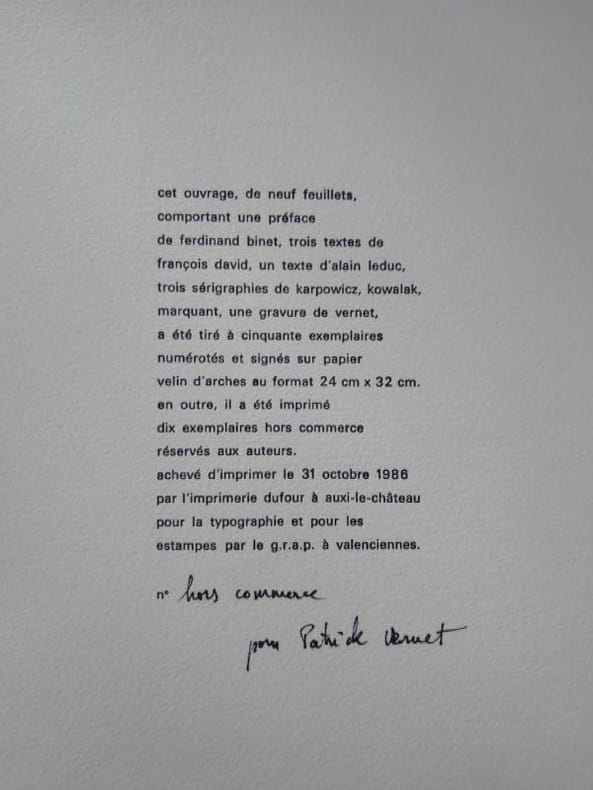 cet ouvrage, de neuf feuillets,
comportant une préface
de ferdinand binet, trois textes de
françois david, un texte d'alain leduc,
trois sérigraphies de karpowicz, kowalak,
marquant, une gravure de vernet,
a été tiré à cinquante exemplaires
numérotés et signés sur papier
velin d'arches au format 24 cm x 32 cm.
en outre, il a été imprimé
dix exemplaires hors commerce
réservés aux auteurs.
achevé d'imprimer le 31 octobre 1986
par l'imprimerie dufour à auxi-le-château
pour la typographie et pour les
estampes par le g.r.a.p. à valenciennes.
n° hors commerce
pour Patrick Vernet